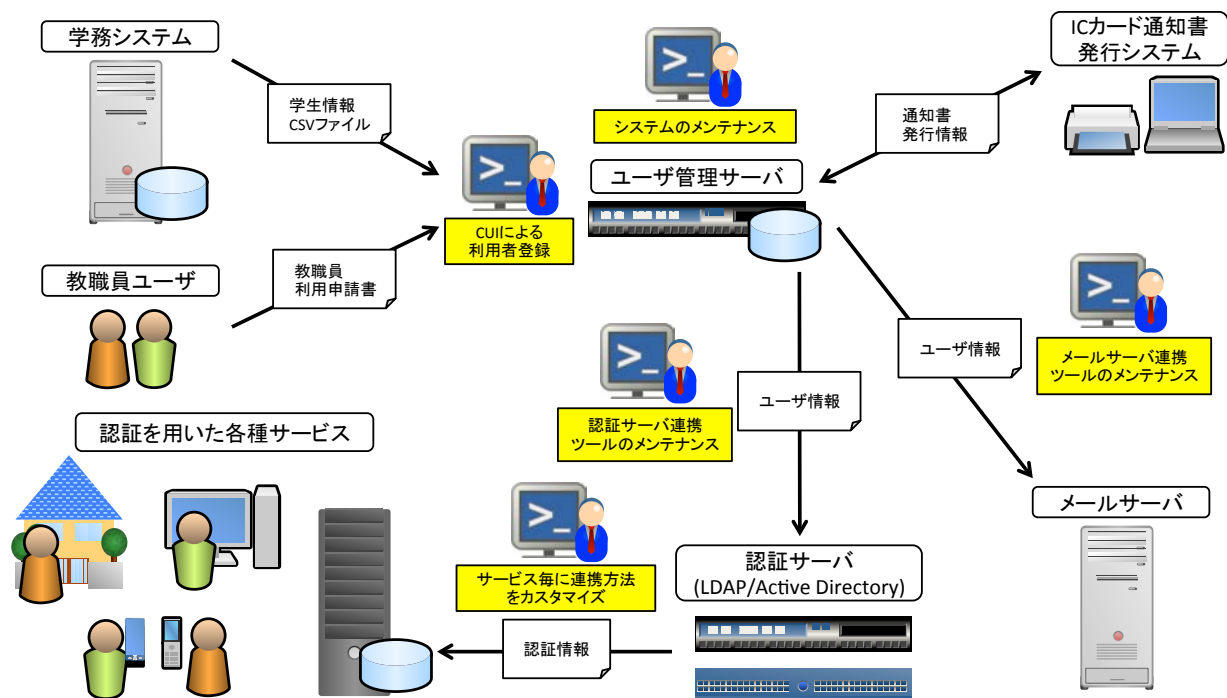 学務システム
学生情報
CSVファイル
システムのメンテナンス
ICカード通知書
発行システム
通知書
発行情報
ユーザ管理サーバ
CUIによる
利用者登録
教職員ユーザ
教職員
利用申請書
ユーザ情報
メールサーバ連携
ツールのメンテナンス
ユーザ情報
認証サーバ連携
ツールのメンテナンス
認証を用いた各種サービス
サービス毎に連携方法
をカスタマイズ
認証サーバ
(LDAP/Active Directory)
メールサーバ
認証情報